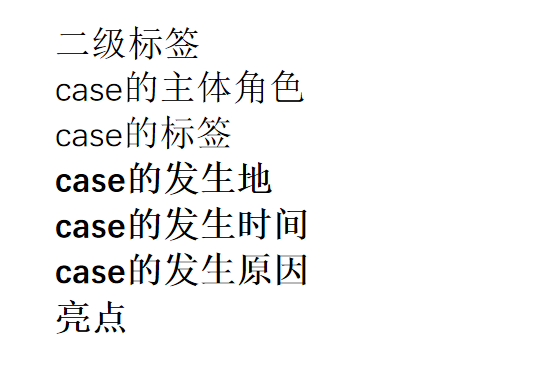 二级标签
case的主体角色
case的标签
case的发生地
case的发生时间
case的发生原因
亮点